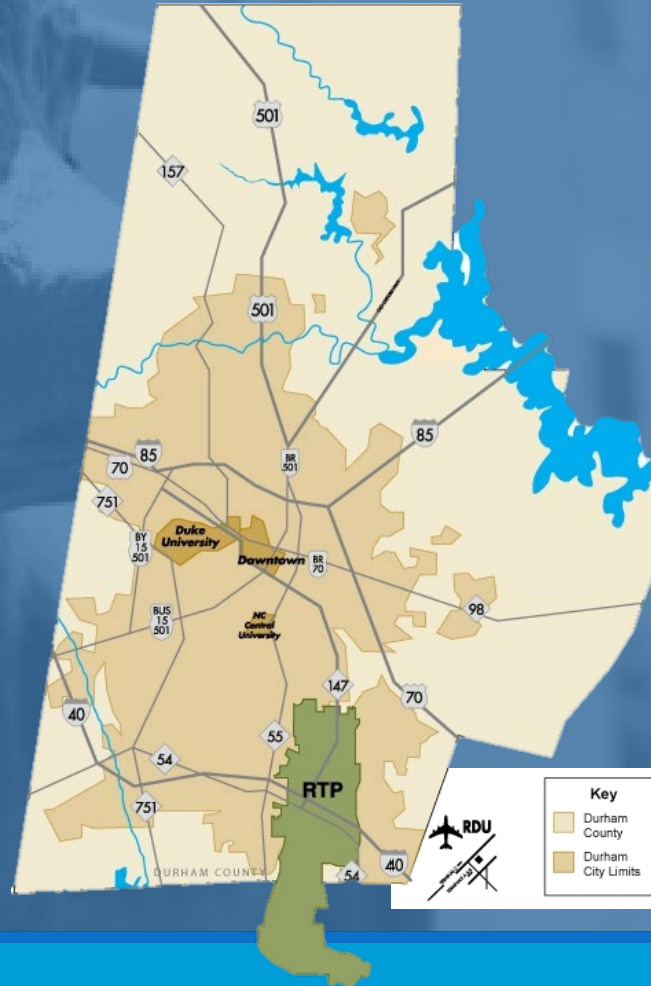 501
157
501
85
85
BR
501
70
751
BY
15
501
Duke
University
Downtown
BR
70
98
BUS
15
501
NC
Central
University
147
70
40
55
54
RTP
751
DURHAM COUNTY
54
40
RDU
Key
Durham
County
Durham
City Limits